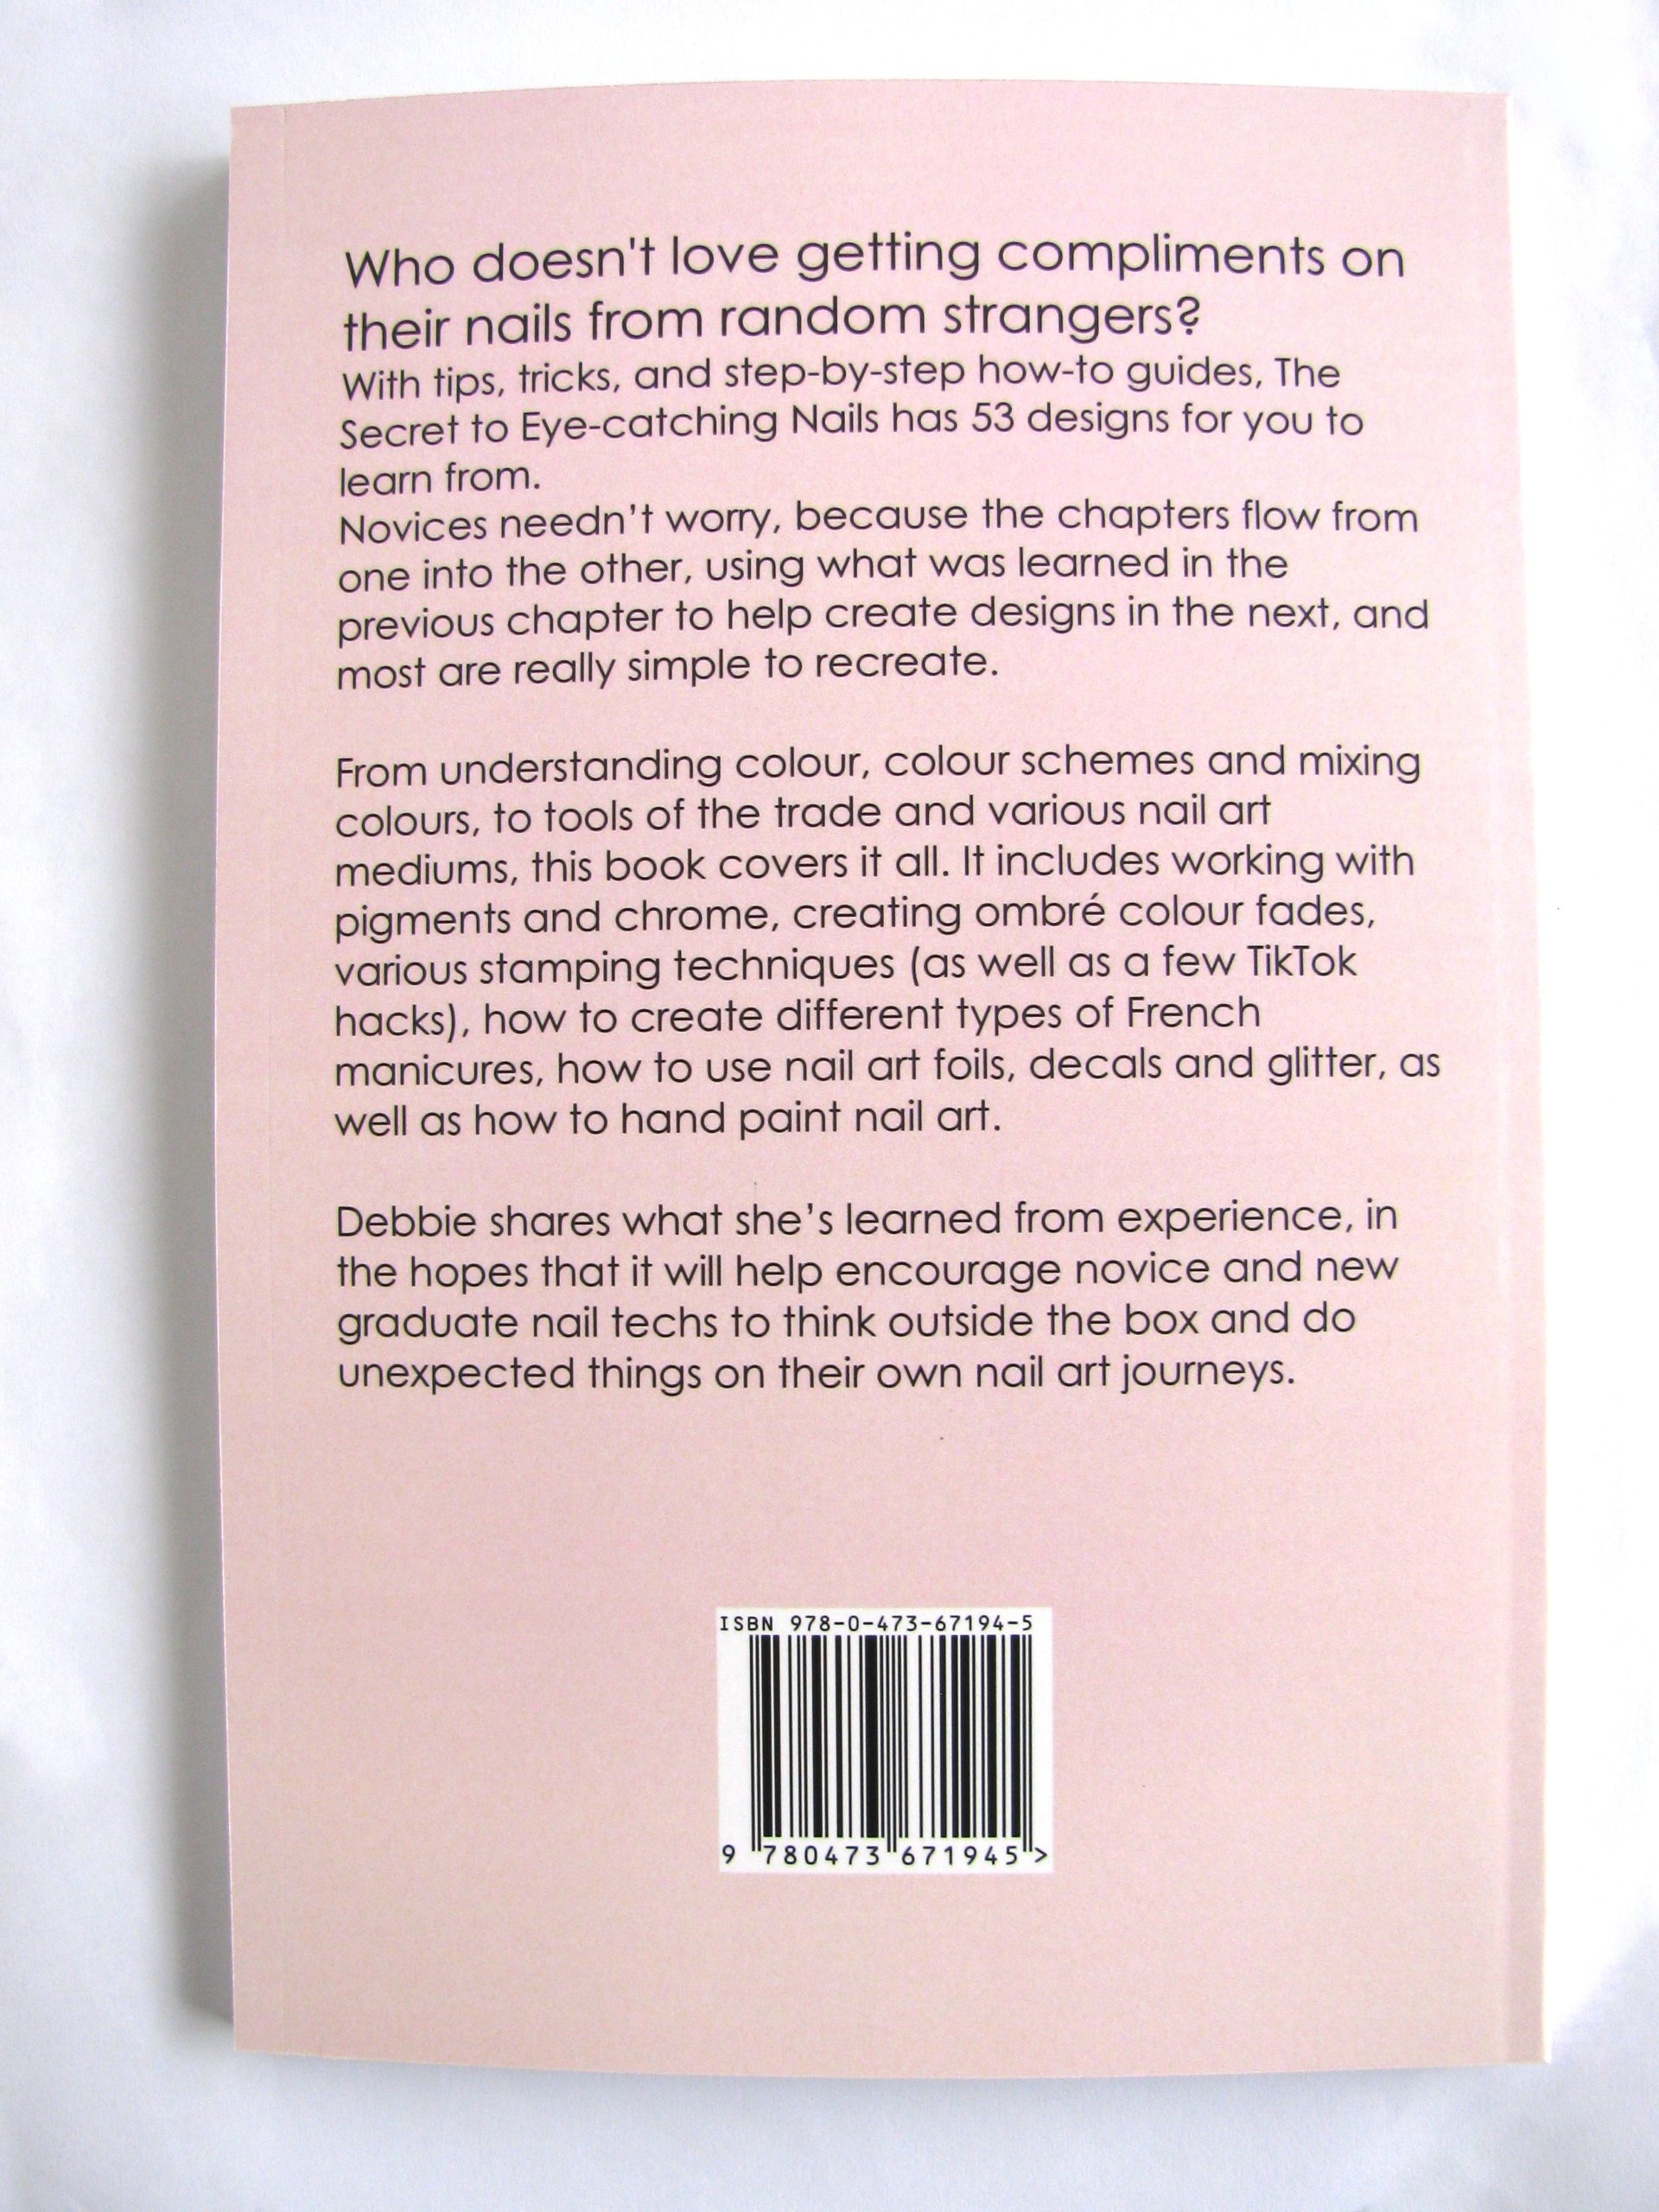 Who doesn't love getting compliments on
their nails from random strangers?
With tips, tricks, and step-by-step how-to guides, The
Secret to Eye-catching Nails has 53 designs for you to
learn from.
Novices needn’t worry, because the chapters flow from
one into the other, using what was learned in the
previous chapter to help create designs in the next, and
most are really simple to recreate.
From understanding colour, colour schemes and mixing
colours, to tools of the trade and various nail art
mediums, this book covers it all. It includes working with
pigments and chrome, creating ombré colour fades,
various stamping techniques (as well as a few TikTok
hacks), how to create different types of French
manicures, how to use nail art foils, decals and glitter, as
well as how to hand paint nail art.
Debbie shares what she’s learned from experience, in
the hopes that it will help encourage novice and new
graduate nail techs to think outside the box and do
unexpected things on their own nail art journeys.
ISBN 978-0-473-67194-5
9 780473 671945 >